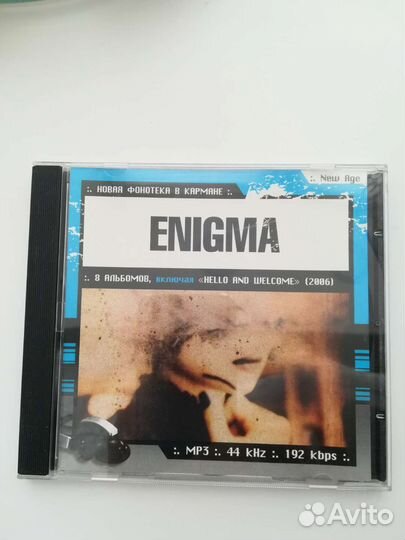 :. New Age
:. НОВАЯ ФОНОТЕКА В КАРМАНЕ :.
ENIGMA
:. 8 АЛЬБОМОВ, включая «HELLO AND WELCOME» (2006)
:. MP3 :. 44 kHz :. 192 kbps :.
Avito